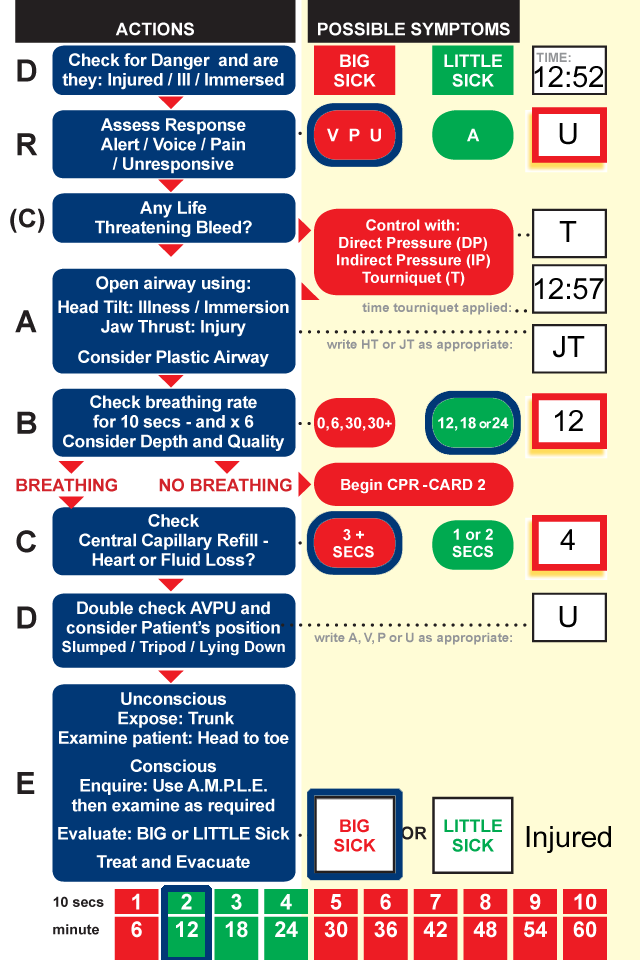 ACTIONS
POSSIBLE SYMPTOMS
D
Check for Danger and are
they: Injured / Ill / Immersed
BIG
SICK
LITTLE
SICK
TIME:
12:52
R
Assess Response
Alert / Voice / Pain
/ Unresponsive
V P U
A
U
(C)
Any Life
Threatening Bleed?
Control with:
Direct Pressure (DP)
Indirect Pressure (IP)
Tourniquet (T)
T
time tourniquet applied:
12:57
A
Open airway using:
Head Tilt: Illness / Immersion
Jaw Thrust: Injury
Consider Plastic Airway
write HT or JT as appropriate:
JT
B
Check breathing rate
for 10 secs - and x 6
Consider Depth and Quality
0,6,30,30+
12,18 or 24
12
BREATHING
NO BREATHING
Begin CPR -CARD 2
C
Check
Central Capillary Refill -
Heart or Fluid Loss?
3 +
SECS
1 or 2
SECS
4
D
Double check AVPU and
consider Patient's position
Slumped / Tripod / Lying Down
write A, V, P or U as appropriate:
U
E
Unconscious
Expose: Trunk
Examine patient: Head to toe
Conscious
Enquire: Use A.M.P.L.E.
then examine as required
Evaluate: BIG or LITTLE Sick
Treat and Evacuate
BIG
SICK
OR
LITTLE
SICK
Injured
10 secs 1 2 3 4 5 6 7 8 9 10
minute 6 12 18 24 30 36 42 48 54 60